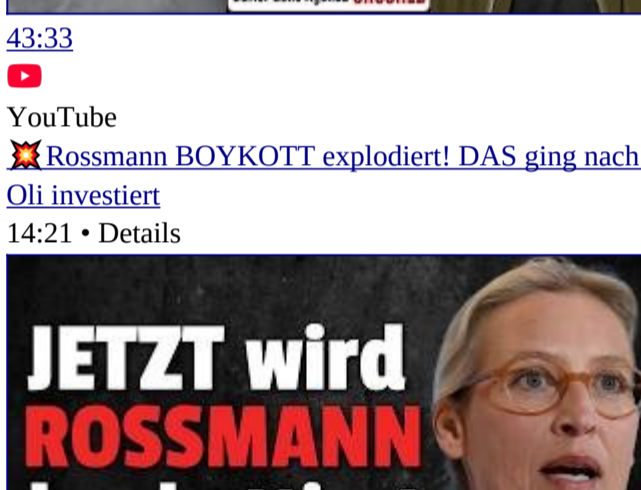 43:33
YouTube
Rossmann BOYKOTT explodiert! DAS ging nach
Oli investiert
14:21 • Details
JETZT wird
ROSSMANN